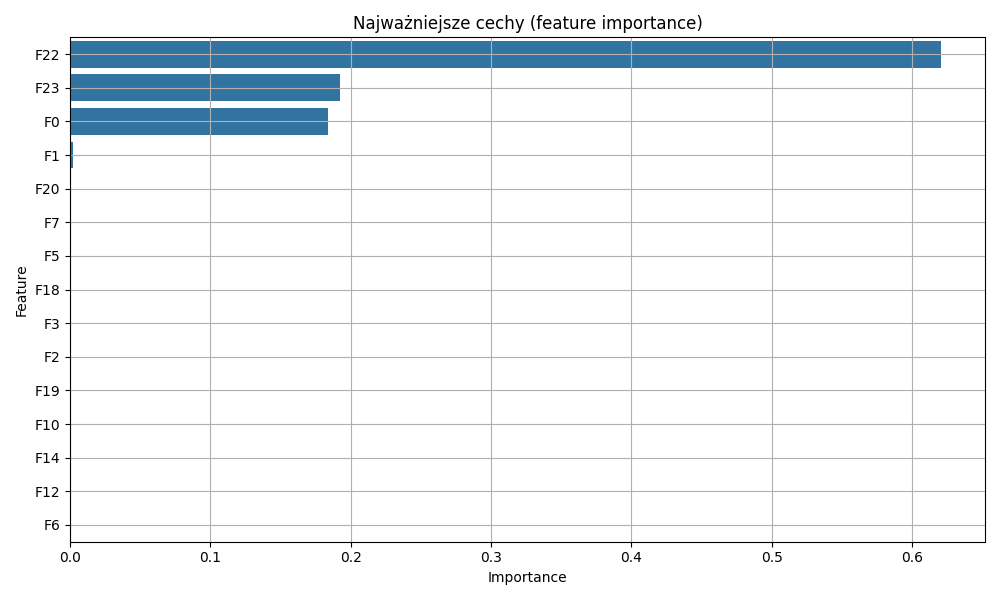 Najważniejsze cechy (feature importance)
Feature
F22
F23
F0
F1
F20
F7
F5
F18
F3
F2
F19
F10
F14
F12
F6
0.0 0.1 0.2 0.3 0.4 0.5 0.6
Importance